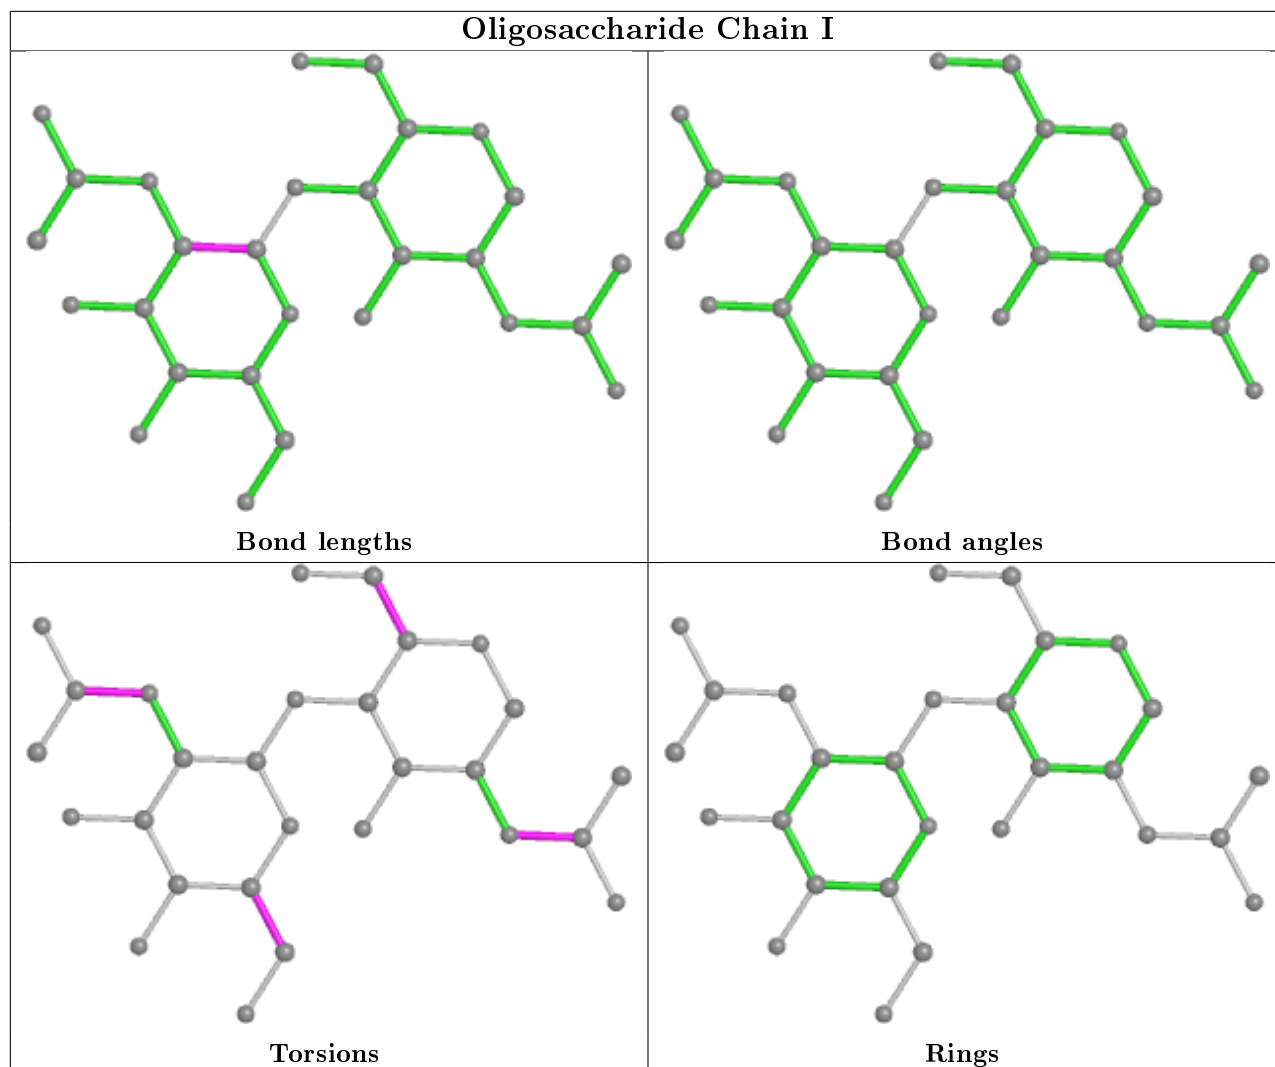 Oligosaccharide Chain I
Bond lengths
Bond angles
Torsions
Rings